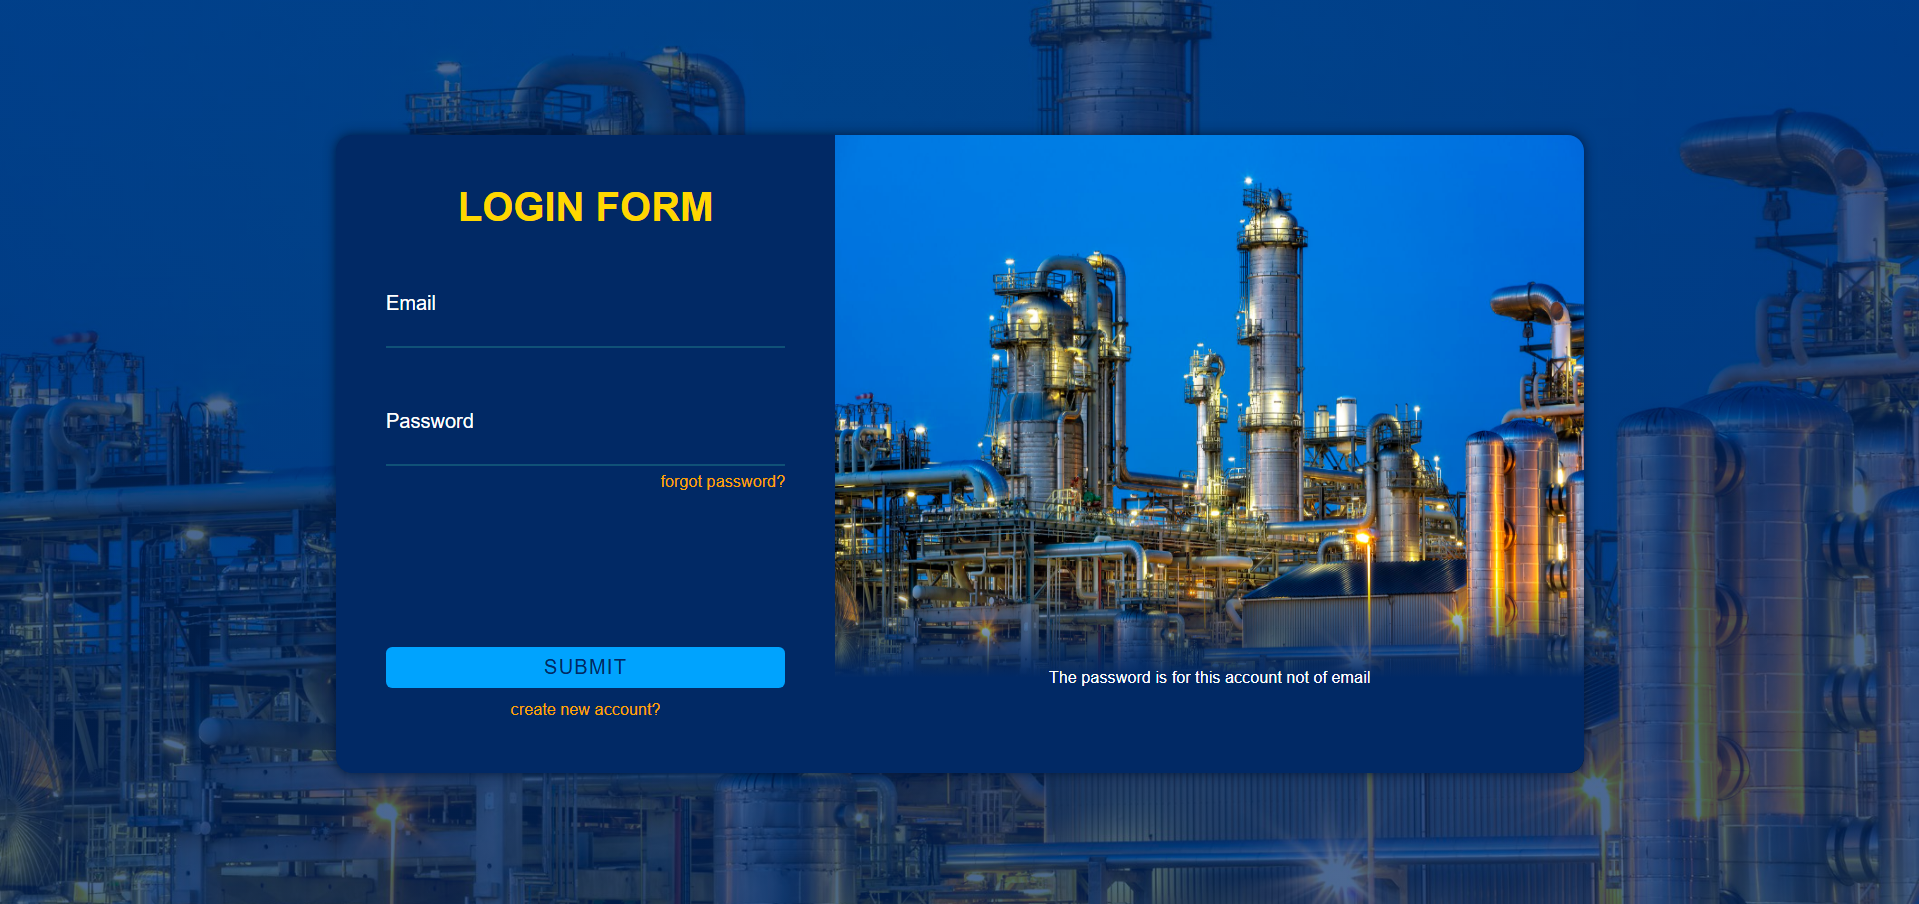 LOGIN FORM
Email
Password
forgot password?
SUBMIT
create new account?
The password is for this account not of email